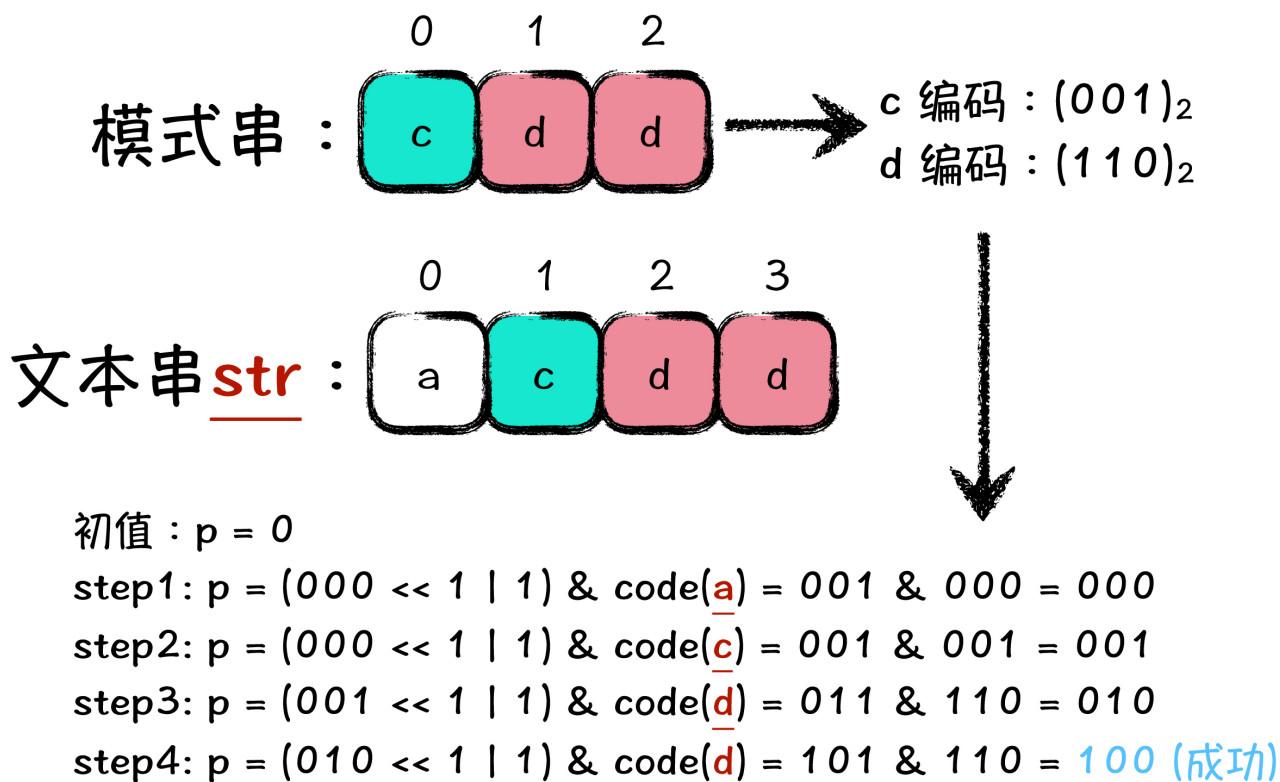 0 1 2
模式串：c d d
c 编码：(001)₂
d 编码：(110)₂
0 1 2 3
文本串str：a c d d
初值：p = 0
step1: p = (000 << 1 | 1) & code(a) = 001 & 000 = 000
step2: p = (000 << 1 | 1) & code(c) = 001 & 001 = 001
step3: p = (001 << 1 | 1) & code(d) = 011 & 110 = 010
step4: p = (010 << 1 | 1) & code(d) = 101 & 110 = 100 (成功)